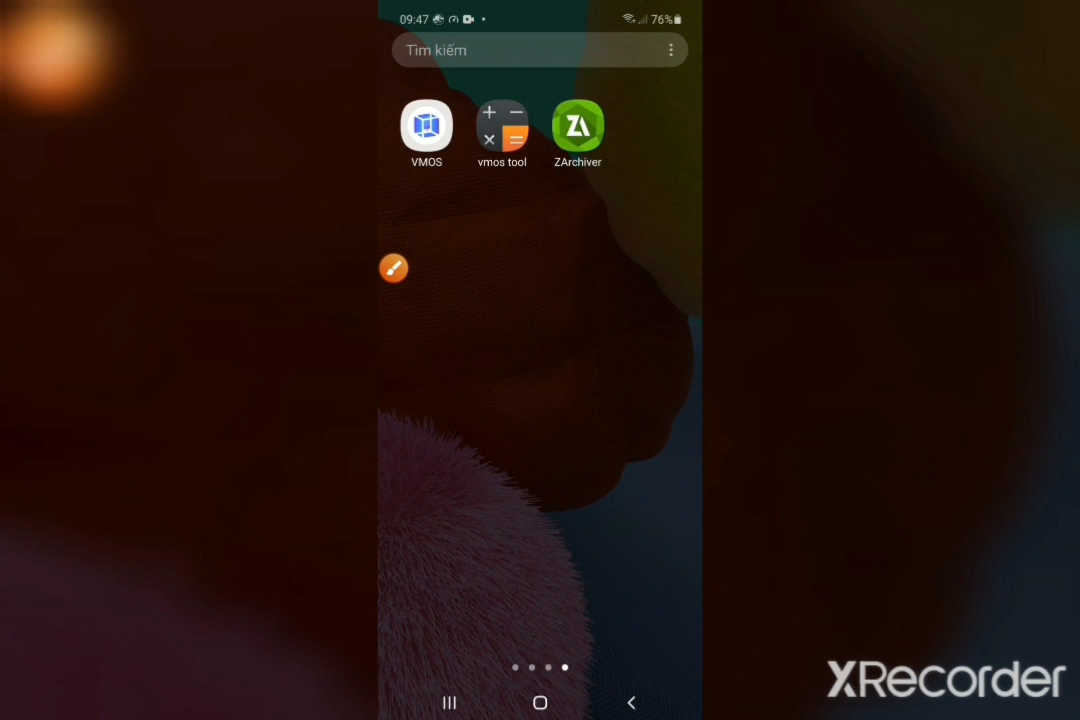 09:47
76%
Tìm kiếm
VMOS
vmos tool
ZArchiver
XRecorder